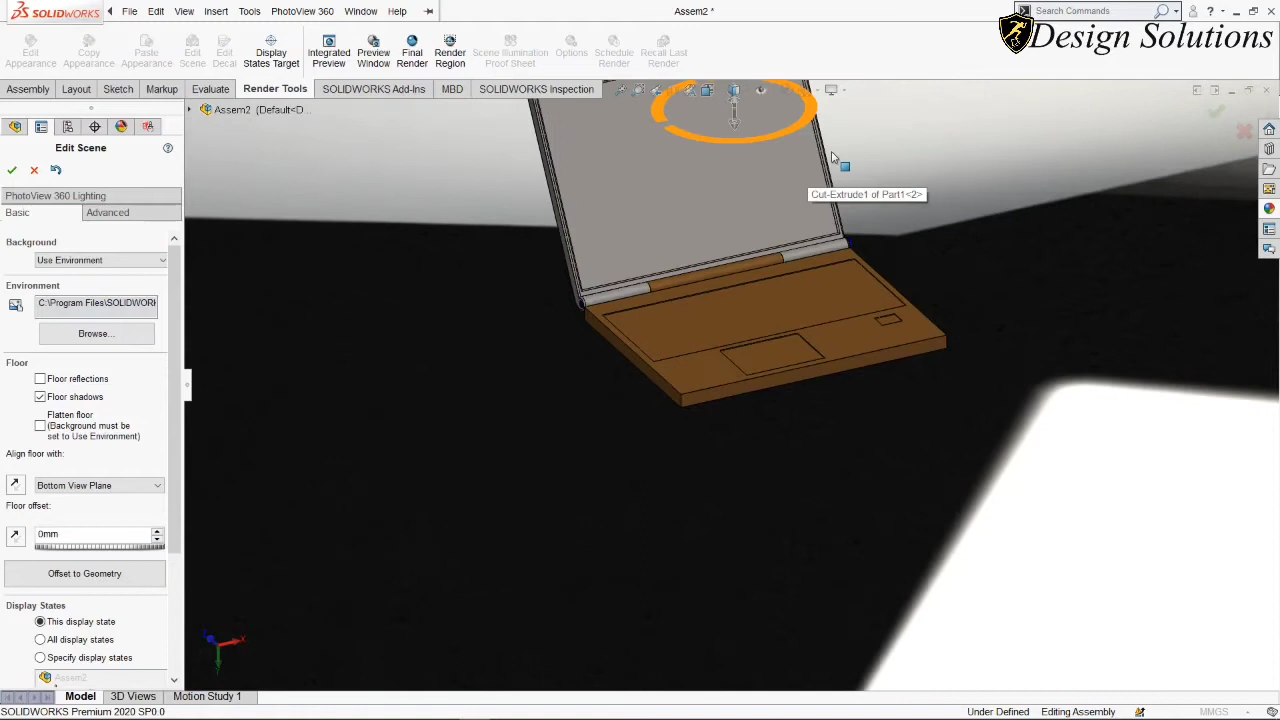 SOLIDWORKS
File Edit View Insert Tools PhotoView 360 Window Help
Assem2 *
Search Commands
?
Design Solutions
Edit Appearance
Copy Appearance
Paste Appearance
Edit Scene
Edit Decal
Display States Target
Integrated Preview
Preview Window
Final Render
Render Region
Scene Illumination Proof Sheet
Options
Schedule Render
Recall Last Render
Assembly Layout Sketch Markup Evaluate Render Tools SOLIDWORKS Add-Ins MBD SOLIDWORKS Inspection
Assem2 (Default<D...
Edit Scene
PhotoView 360 Lighting
Basic Advanced
Background
Use Environment
Environment
C:\Program Files\SOLIDWORK
Browse...
Floor
Floor reflections
Floor shadows
Flatten floor
(Background must be
set to Use Environment)
Align floor with:
Bottom View Plane
Floor offset:
0mm
Offset to Geometry
Display States
This display state
All display states
Specify display states
Assem2
Cut-Extrude1 of Part1<2>
X
Model 3D Views Motion Study 1
SOLIDWORKS Premium 2020 SP0.0
Under Defined Editing Assembly MMGS